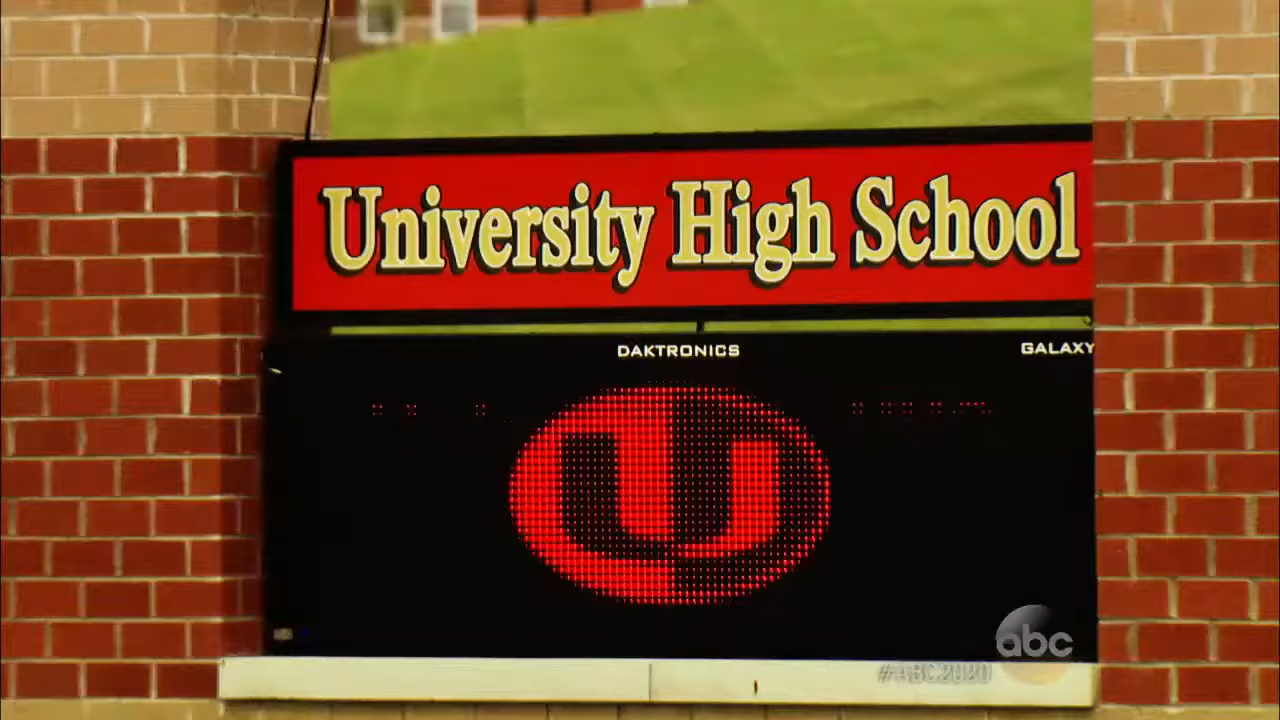 University High School
DAKTRONICS
GALAXY
U
abc
#ABC2020